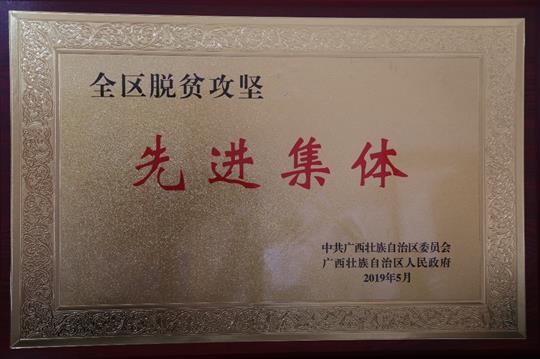 全区脱贫攻坚
先进集体
中共广西壮族自治区委员会
广西壮族自治区人民政府
2019年5月